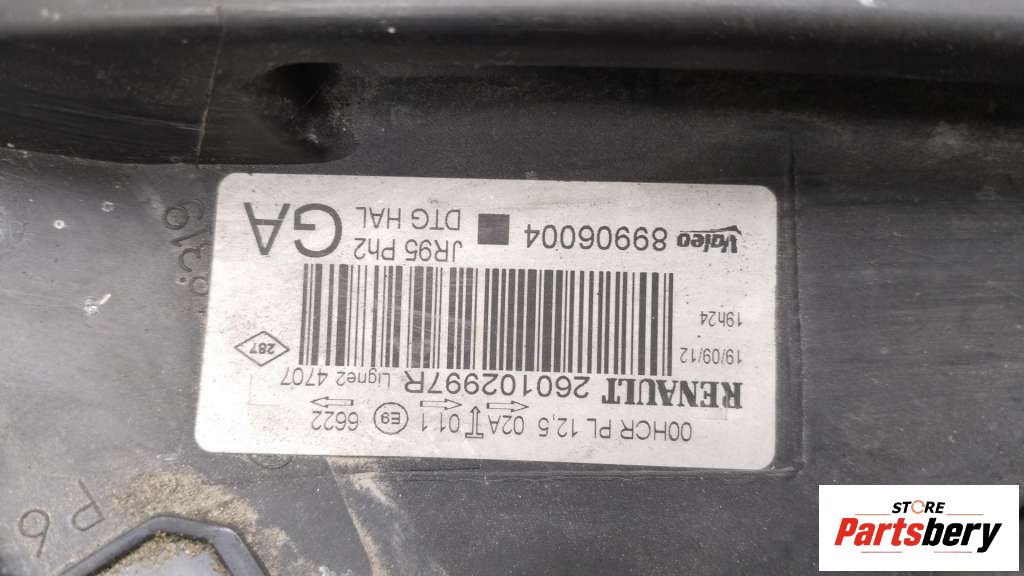 00HCR PL 12,5 02A 01.1 E9 6622
RENAULT 260102997R Ligne2 4707
19/09/12
19h24
287
JR95 Ph2
DTG HAL
GA
Valeo 89906004
P 6
STORE
Partsbery